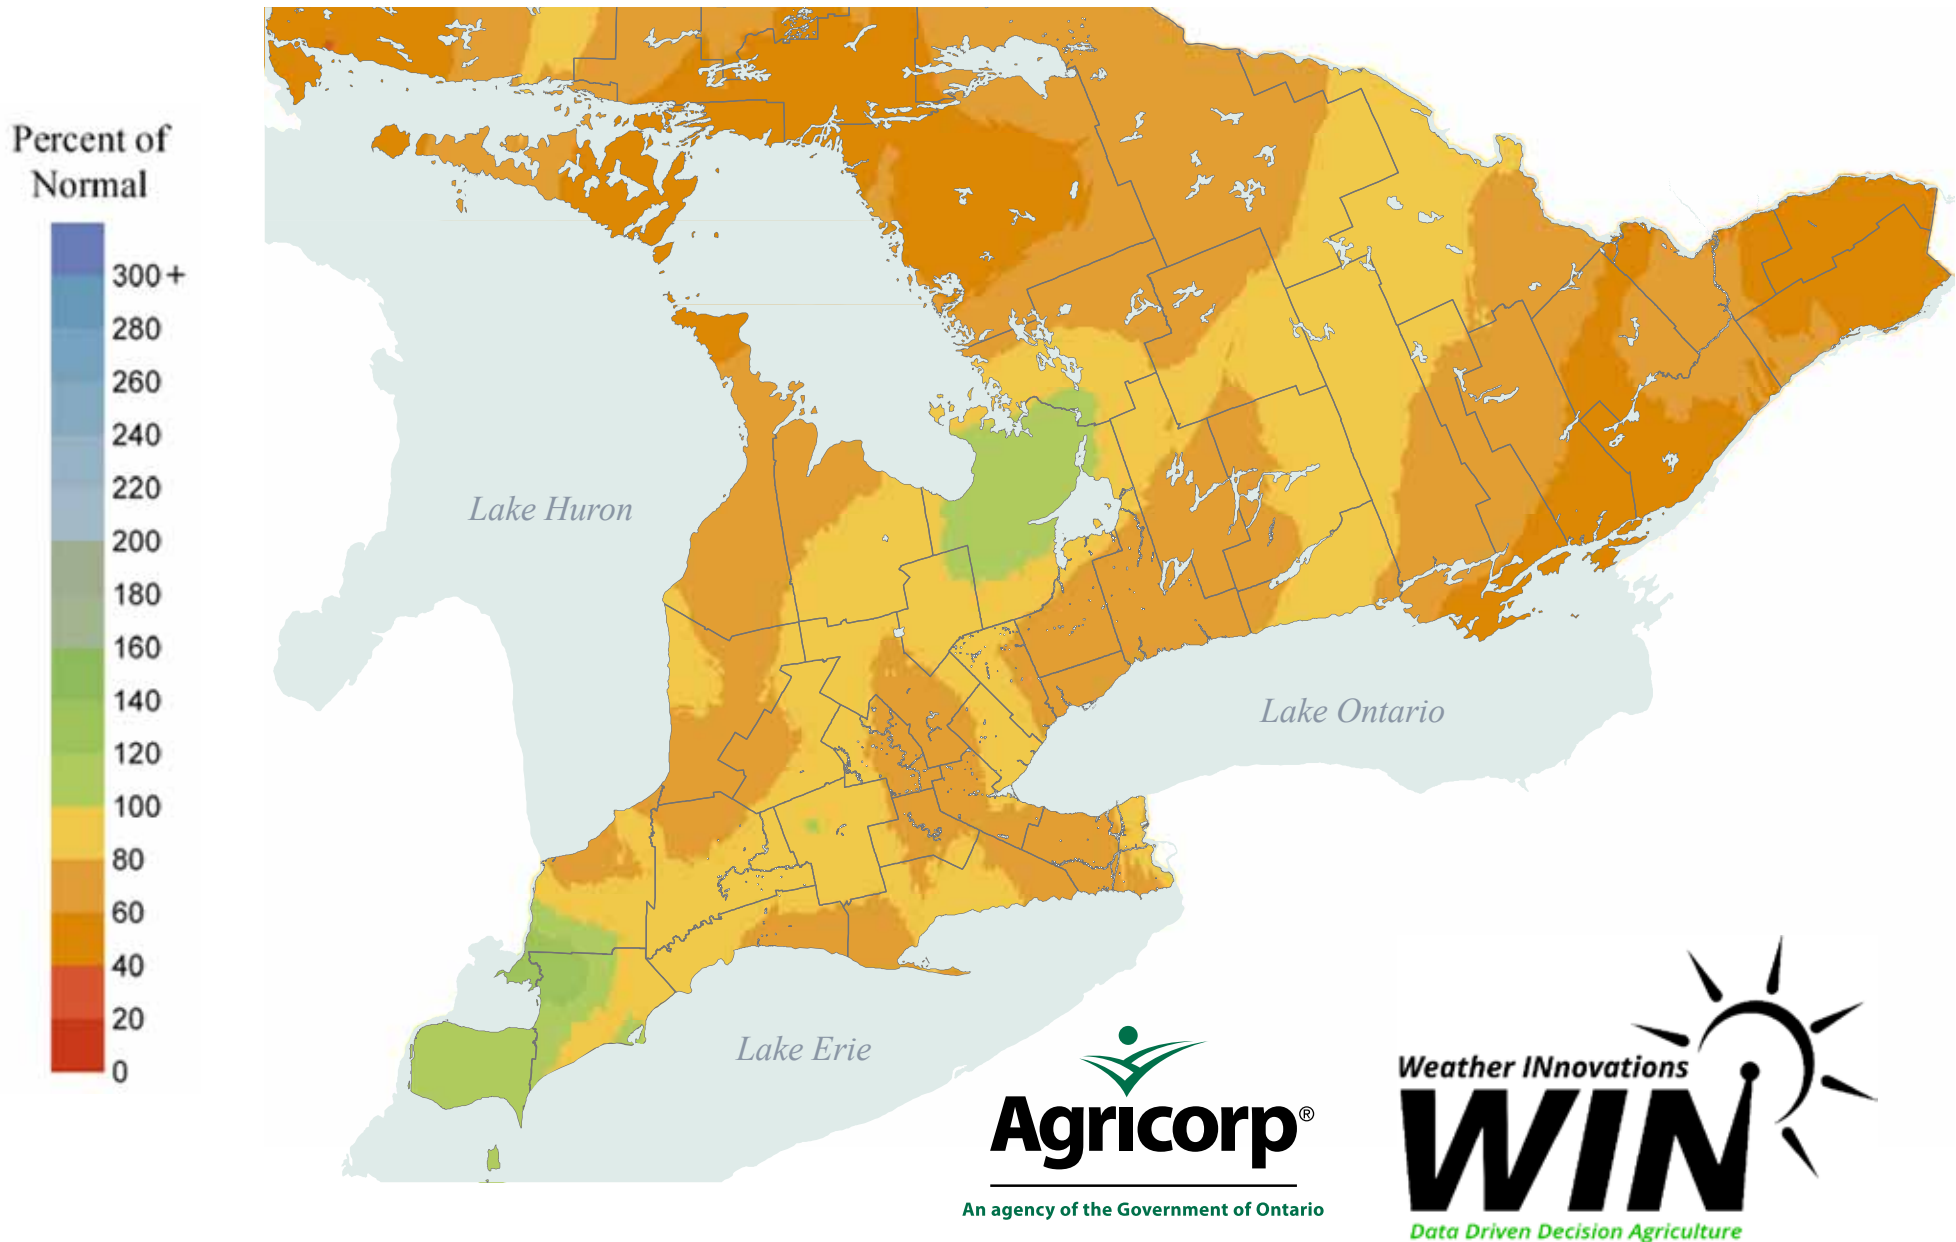 Percent of
Normal
300 +
280
260
240
220
200
180
160
140
120
100
80
60
40
20
0
Lake Huron
Lake Ontario
Lake Erie
Agricorp®
An agency of the Government of Ontario
Weather INnovations
WIN
Data Driven Decision Agriculture